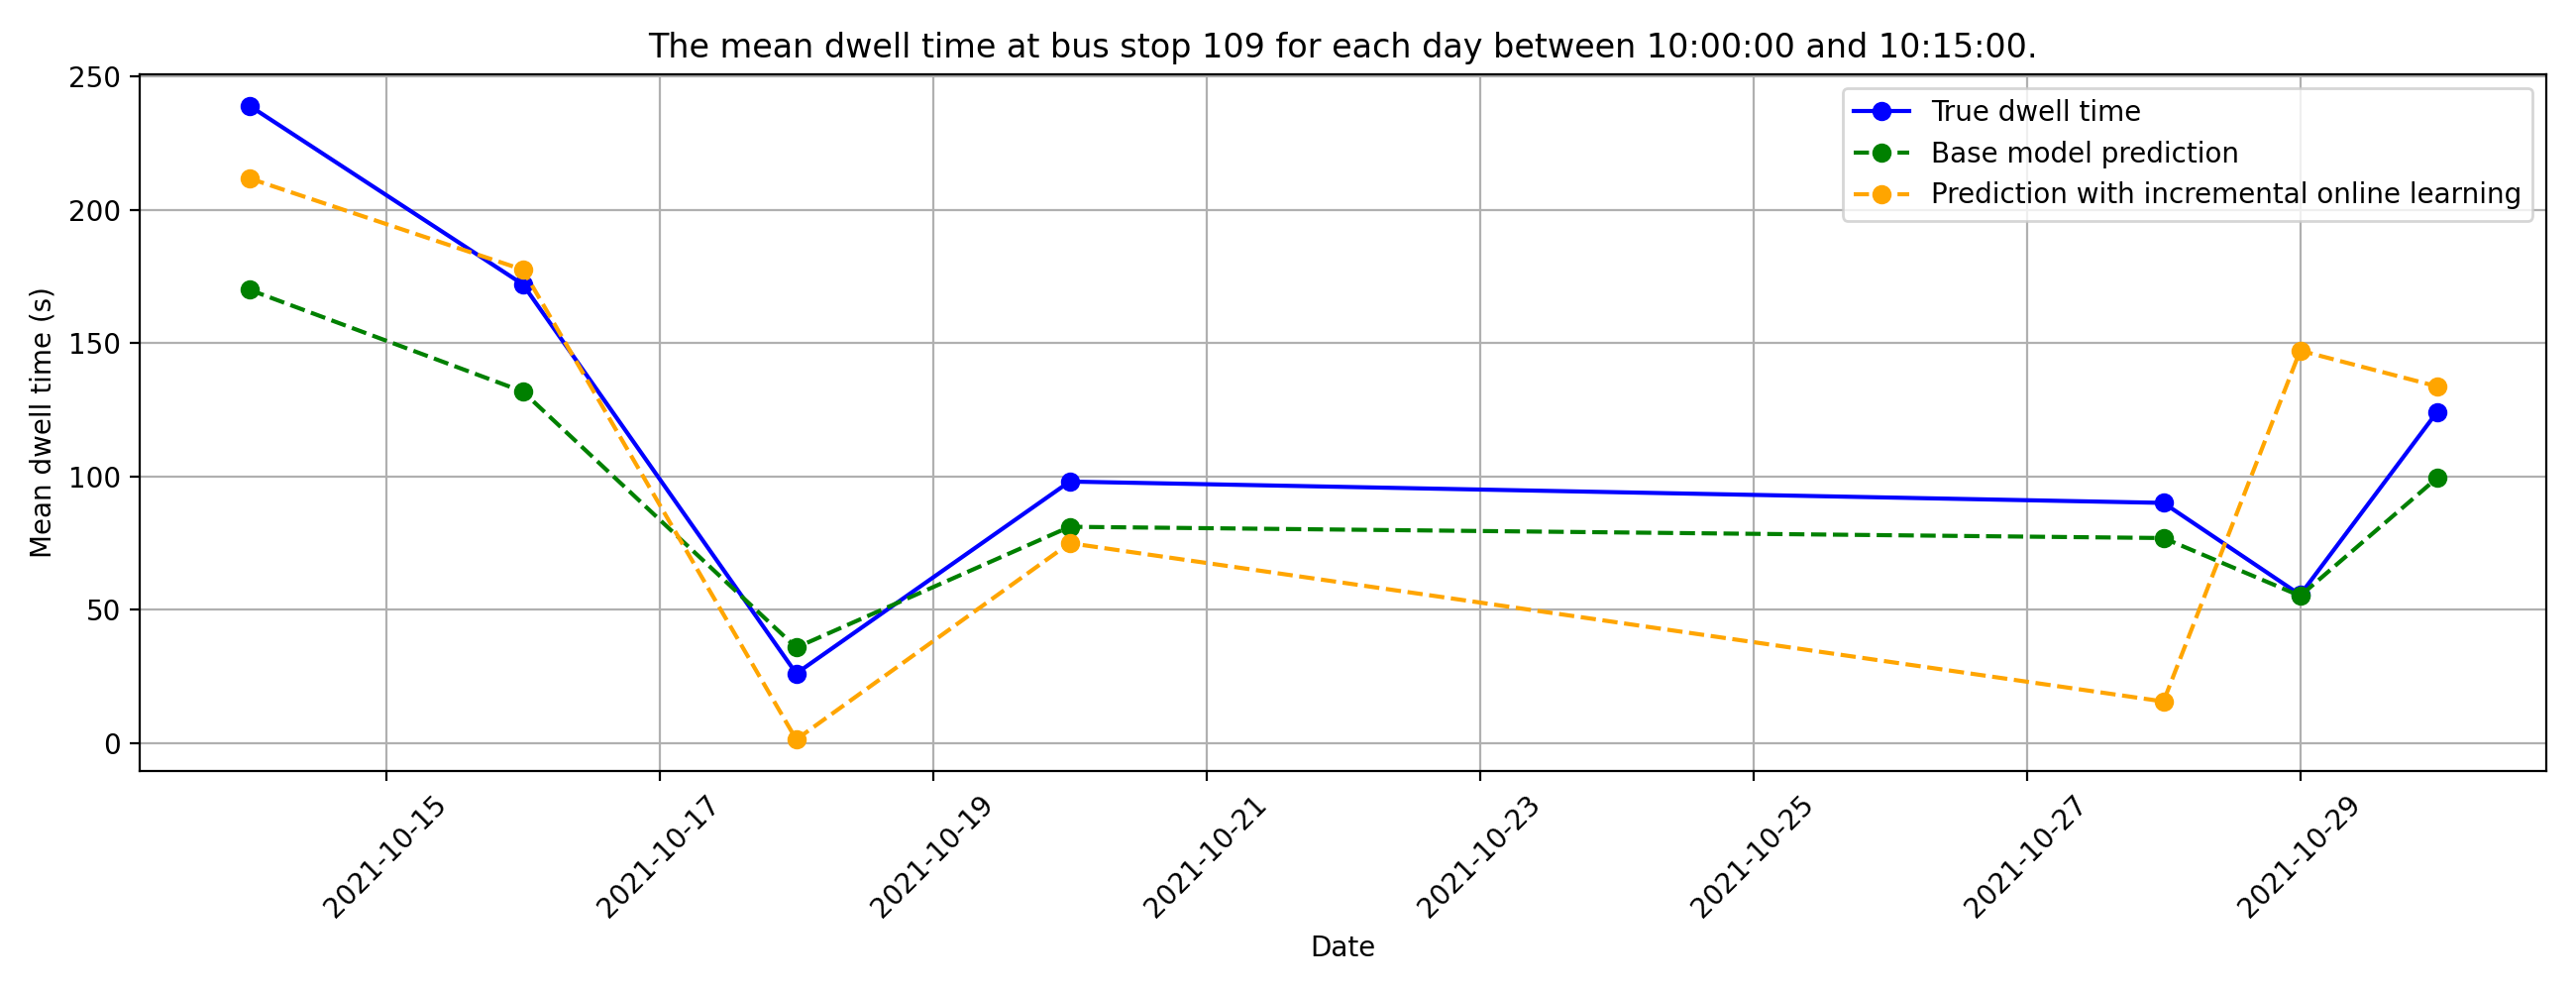 The mean dwell time at bus stop 109 for each day between 10:00:00 and 10:15:00.
True dwell time
Base model prediction
Prediction with incremental online learning
Mean dwell time (s)
250
200
150
100
50
0
2021-10-15
2021-10-17
2021-10-19
2021-10-21
2021-10-23
2021-10-25
2021-10-27
2021-10-29
Date